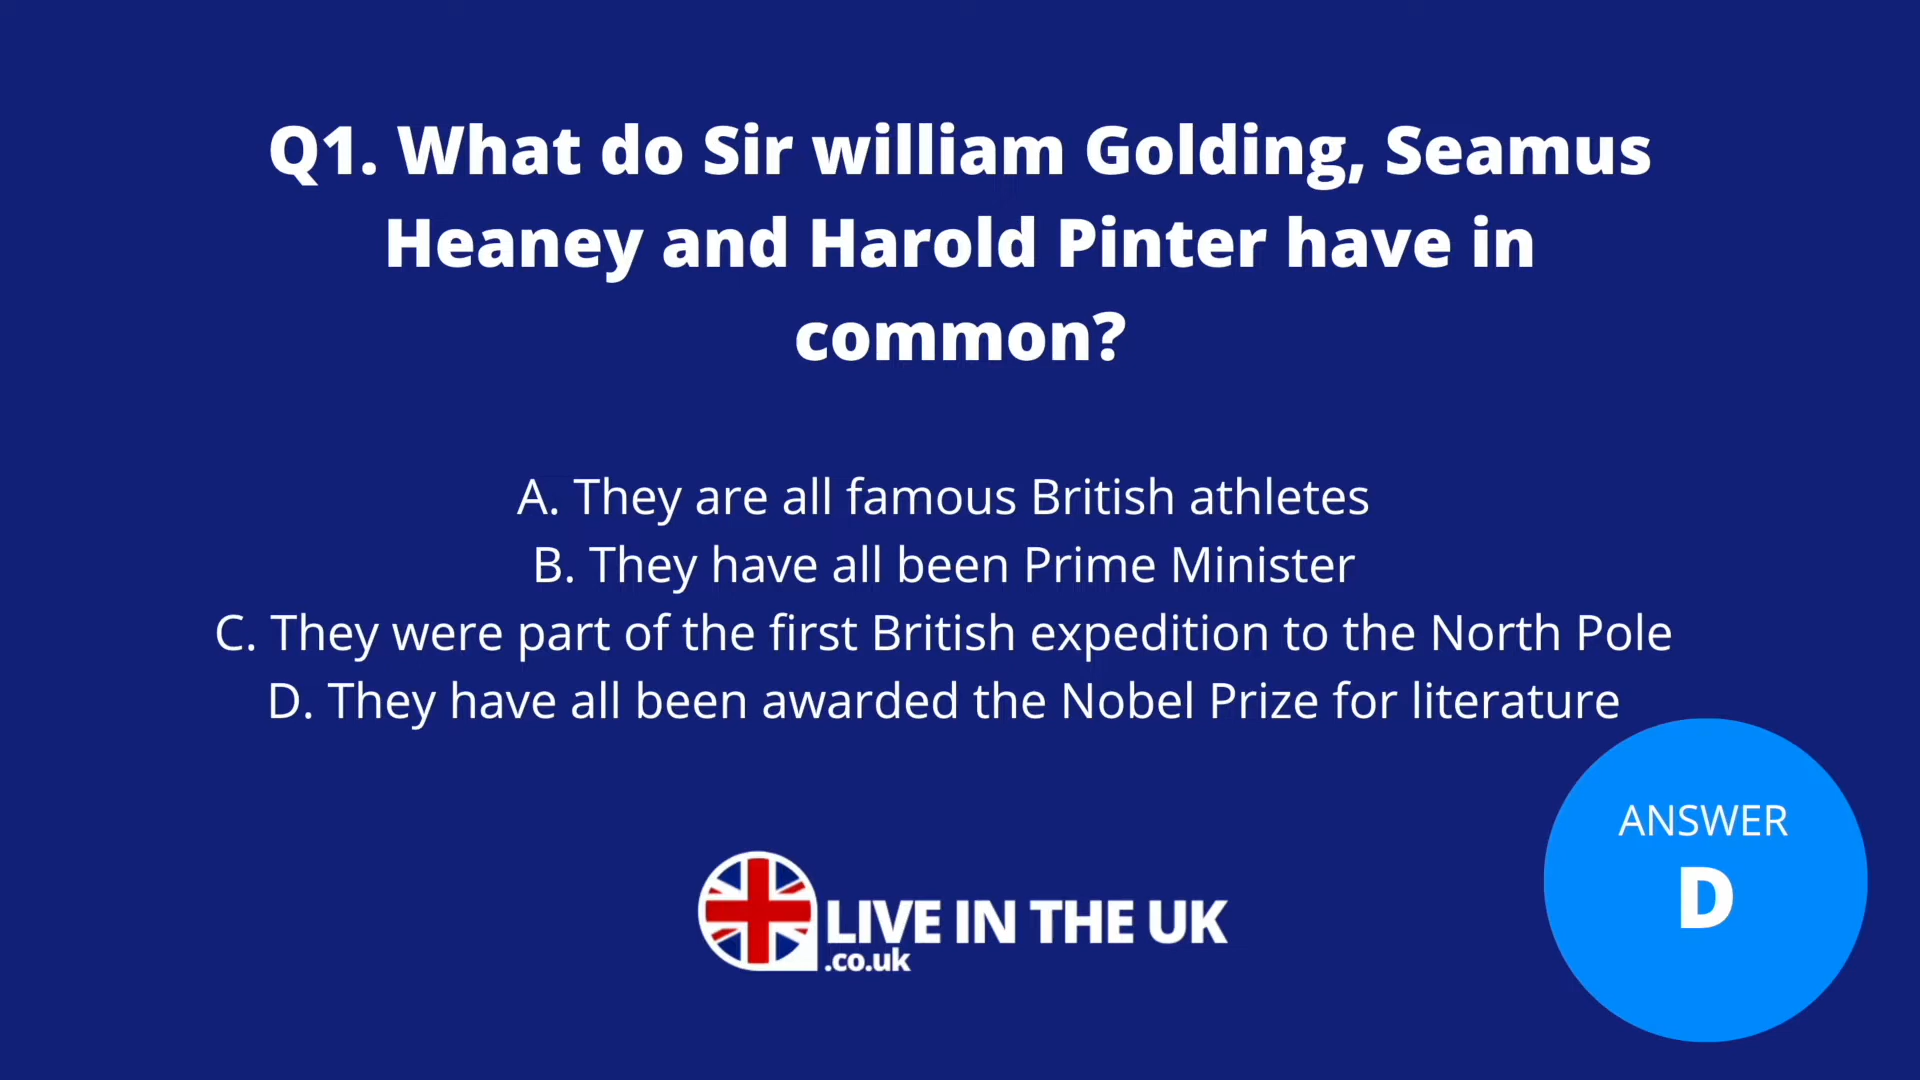 Q1. What do Sir william Golding, Seamus
Heaney and Harold Pinter have in
common?
A. They are all famous British athletes
B. They have all been Prime Minister
C. They were part of the first British expedition to the North Pole
D. They have all been awarded the Nobel Prize for literature
ANSWER
D
LIVE IN THE UK
.co.uk